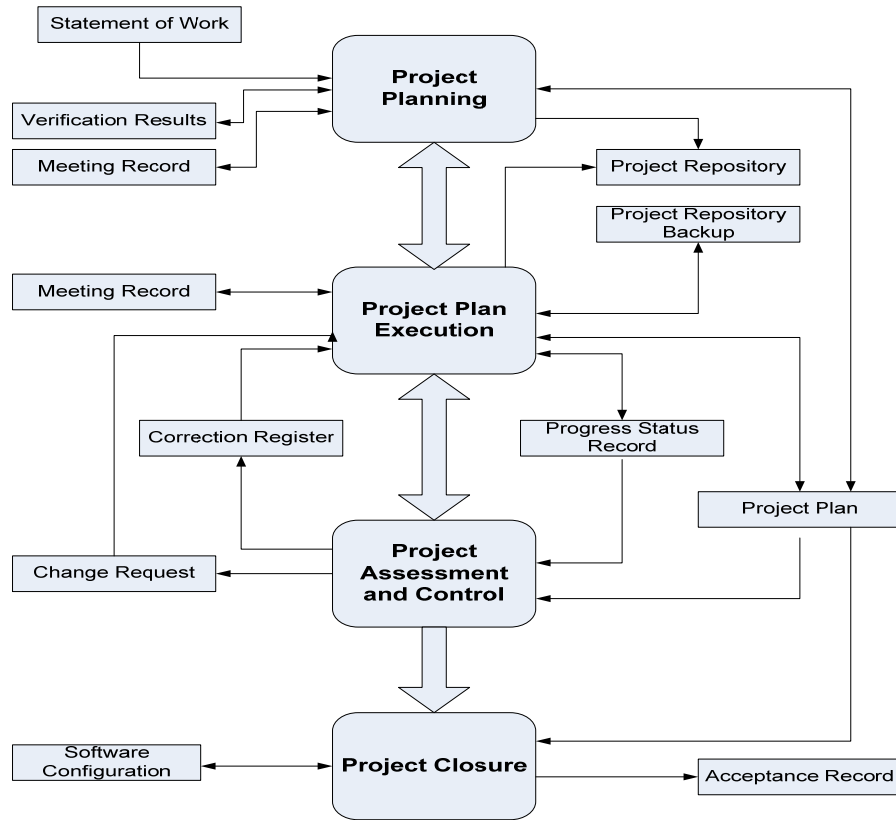 Statement of Work
Project
Planning
Verification Results
Meeting Record
Project Repository
Project Repository
Backup
Meeting Record
Project Plan
Execution
Correction Register
Progress Status
Record
Project Plan
Project
Assessment
and Control
Change Request
Software
Configuration
Project Closure
Acceptance Record